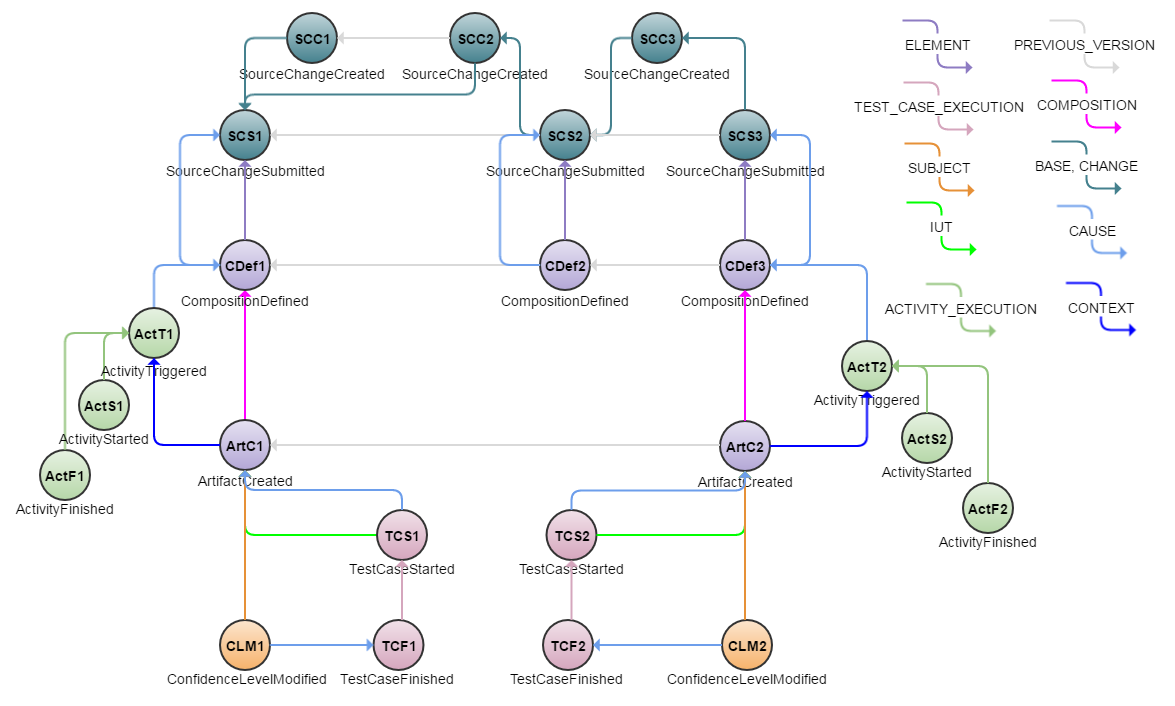 SCC1
SCC2
SCC3
SourceChangeCreated
SourceChangeCreated
SourceChangeCreated
ELEMENT
PREVIOUS_VERSION
TEST_CASE_EXECUTION
COMPOSITION
SCS1
SCS2
SCS3
SourceChangeSubmitted
SourceChangeSubmitted
SourceChangeSubmitted
SUBJECT
BASE, CHANGE
IUT
CAUSE
CDef1
CDef2
CDef3
CompositionDefined
CompositionDefined
CompositionDefined
ACTIVITY_EXECUTION
CONTEXT
ActT1
ActivityTriggered
ActT2
ActivityTriggered
ActS1
ActivityStarted
ActS2
ActivityStarted
ArtC1
ArtifactCreated
ArtC2
ArtifactCreated
ActF1
ActivityFinished
ActF2
ActivityFinished
TCS1
TestCaseStarted
TCS2
TestCaseStarted
CLM1
TCF1
TCF2
CLM2
ConfidenceLevelModified
TestCaseFinished
TestCaseFinished
ConfidenceLevelModified